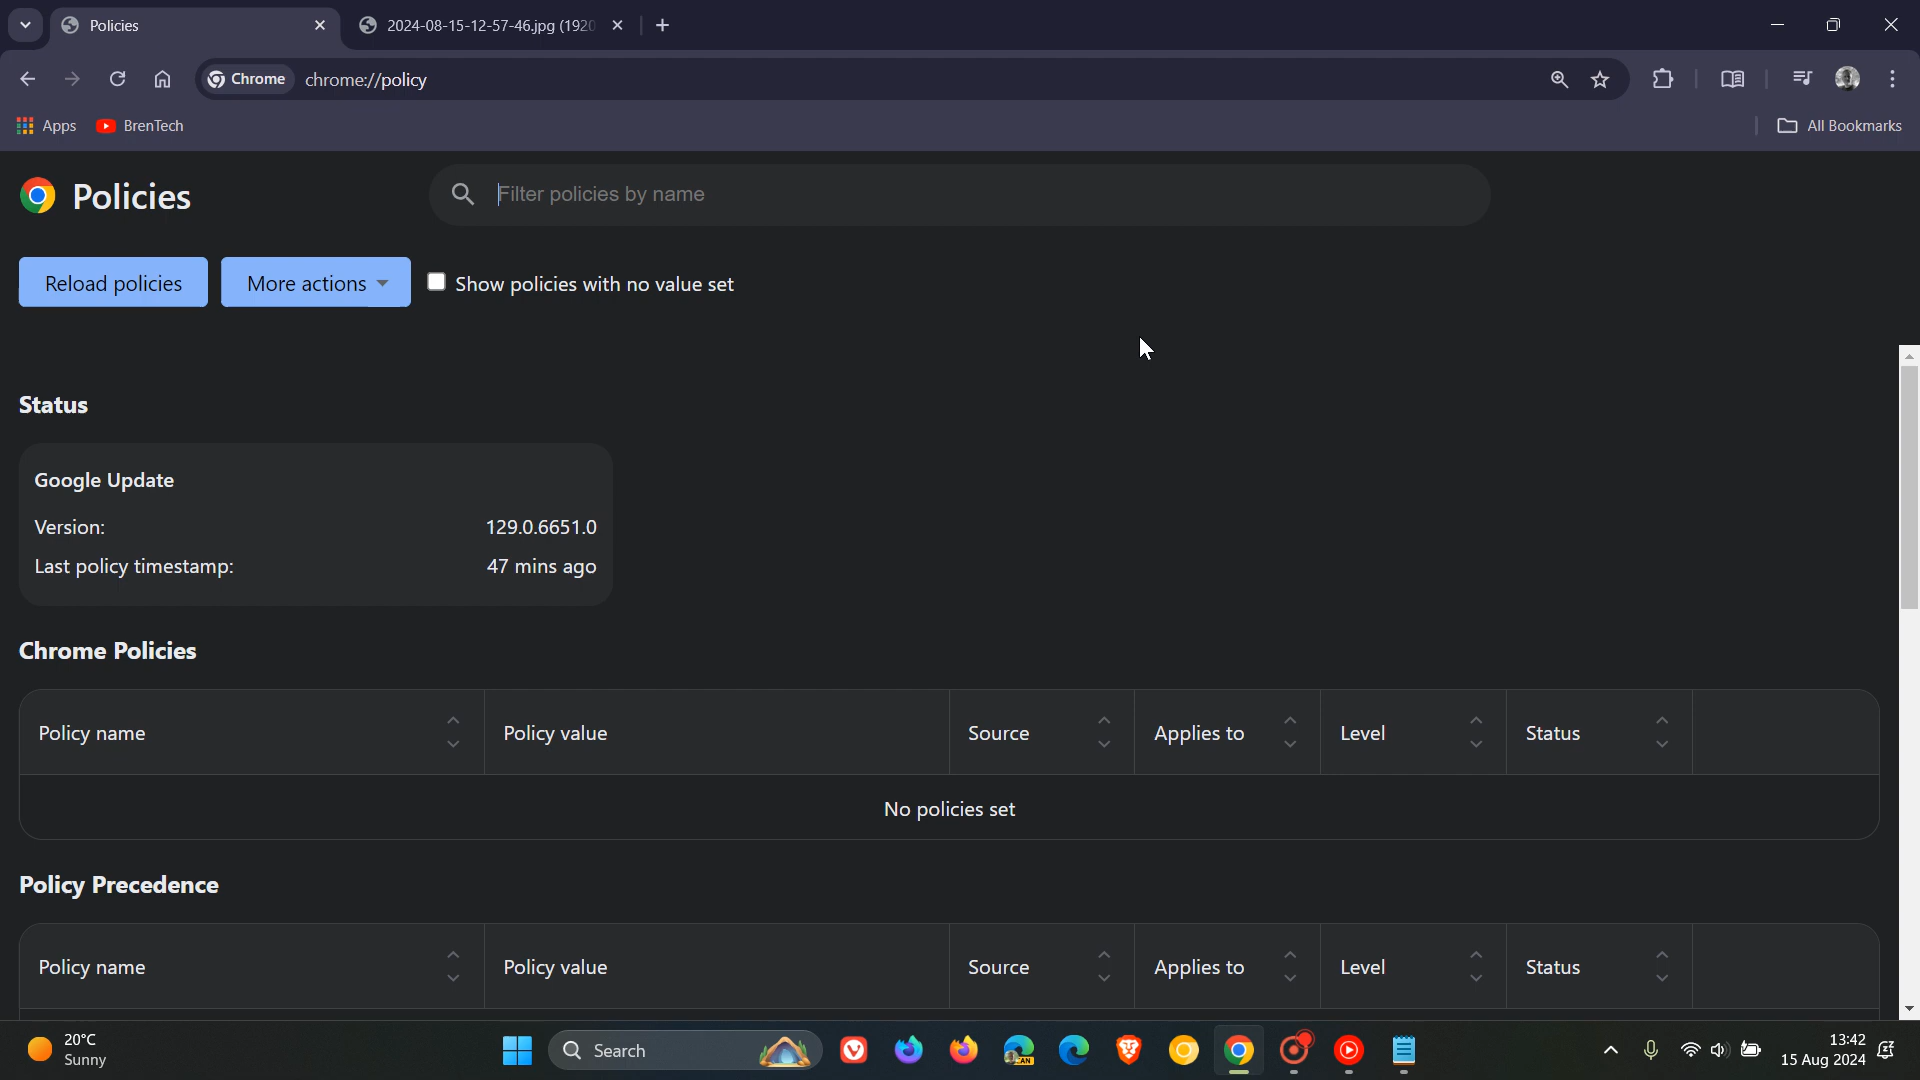 Policies
2024-08-15-12-57-46.jpg (1920
Chrome
chrome://policy
Apps
BrenTech
All Bookmarks
Policies
Filter policies by name
Reload policies
More actions
Show policies with no value set
Status
Google Update
Version: 129.0.6651.0
Last policy timestamp: 47 mins ago
Chrome Policies
Policy name Policy value Source Applies to Level Status
No policies set
Policy Precedence
Policy name Policy value Source Applies to Level Status
20°C
Sunny
Search
13:42
15 Aug 2024